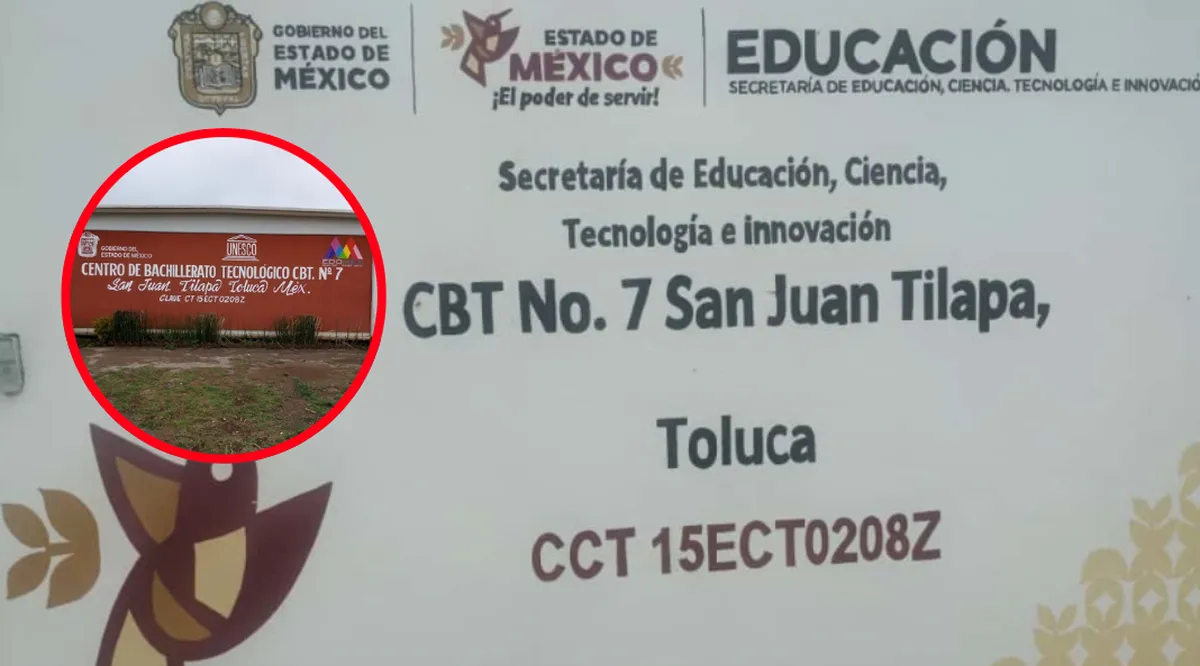 GOBIERNO DEL
ESTADO DE
MÉXICO
ESTADO DE
MÉXICO
¡El poder de servir!
EDUCACIÓN
SECRETARÍA DE EDUCACIÓN, CIENCIA, TECNOLOGÍA E INNOVACIÓ
Secretaría de Educación, Ciencia,
Tecnología e innovación
CBT No. 7 San Juan Tilapa,
Toluca
CCT 15ECT0208Z
GOBIERNO DEL
ESTADO DE MÉXICO
UNESCO
CENTRO DE BACHILLERATO TECNOLÓGICO CBT. Nº 7
San Juan Tilapa Toluca Méx.
CLAVE CT 15ECT0208Z